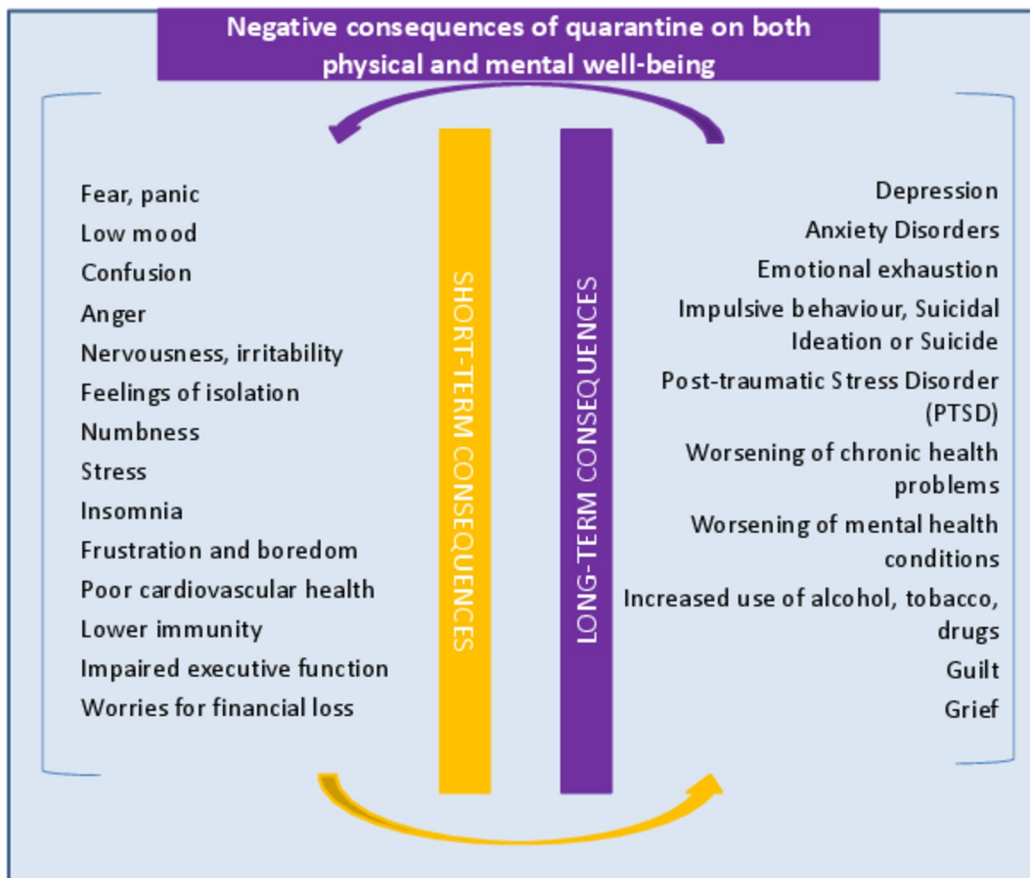 Negative consequences of quarantine on both
physical and mental well-being
Fear, panic
Low mood
Confusion
Anger
Nervousness, irritability
Feelings of isolation
Numbness
Stress
Insomnia
Frustration and boredom
Poor cardiovascular health
Lower immunity
Impaired executive function
Worries for financial loss
SHORT-TERM CONSEQUENCES
LONG-TERM CONSEQUENCES
Depression
Anxiety Disorders
Emotional exhaustion
Impulsive behaviour, Suicidal
Ideation or Suicide
Post-traumatic Stress Disorder
(PTSD)
Worsening of chronic health
problems
Worsening of mental health
conditions
Increased use of alcohol, tobacco,
drugs
Guilt
Grief